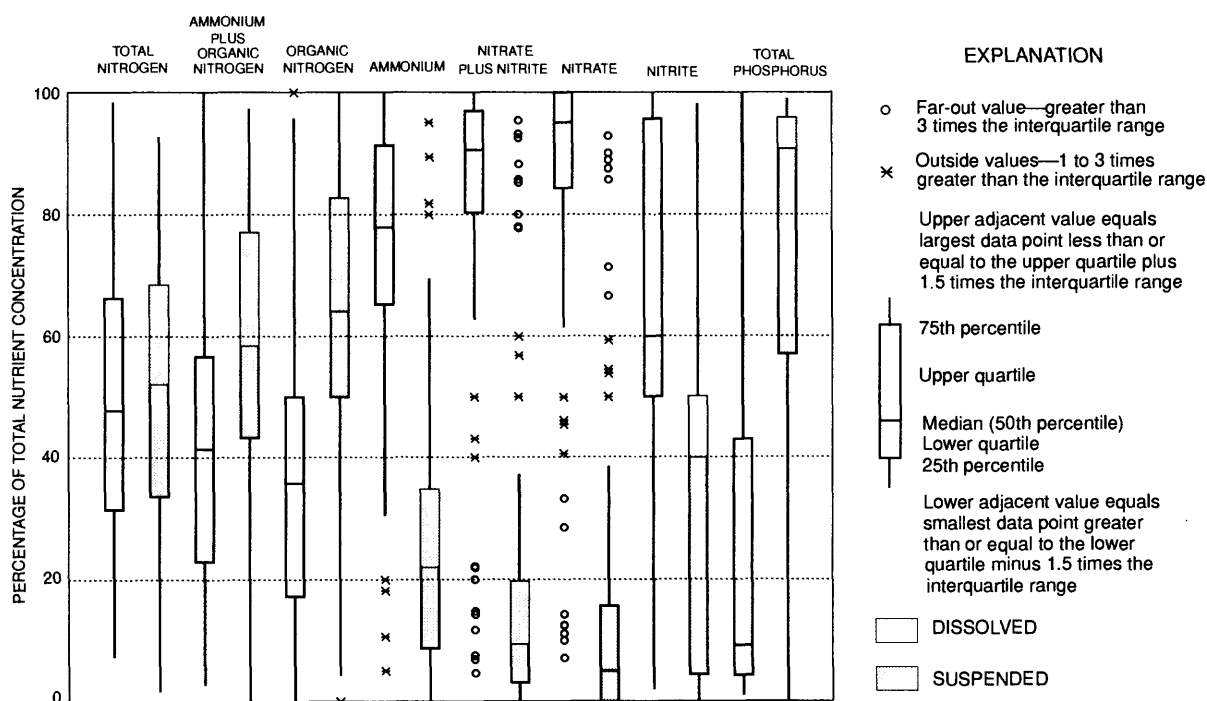 AMMONIUM
PLUS
ORGANIC
NITROGEN
TOTAL
NITROGEN
ORGANIC
NITROGEN
AMMONIUM
NITRATE
PLUS NITRITE
NITRATE
NITRITE
TOTAL
PHOSPHORUS
PERCENTAGE OF TOTAL NUTRIENT CONCENTRATION
100
80
60
40
20
0
EXPLANATION
Far-out value—greater than
3 times the interquartile range
Outside values—1 to 3 times
greater than the interquartile range
Upper adjacent value equals
largest data point less than or
equal to the upper quartile plus
1.5 times the interquartile range
75th percentile
Upper quartile
Median (50th percentile)
Lower quartile
25th percentile
Lower adjacent value equals
smallest data point greater
than or equal to the lower
quartile minus 1.5 times the
interquartile range
DISSOLVED
SUSPENDED